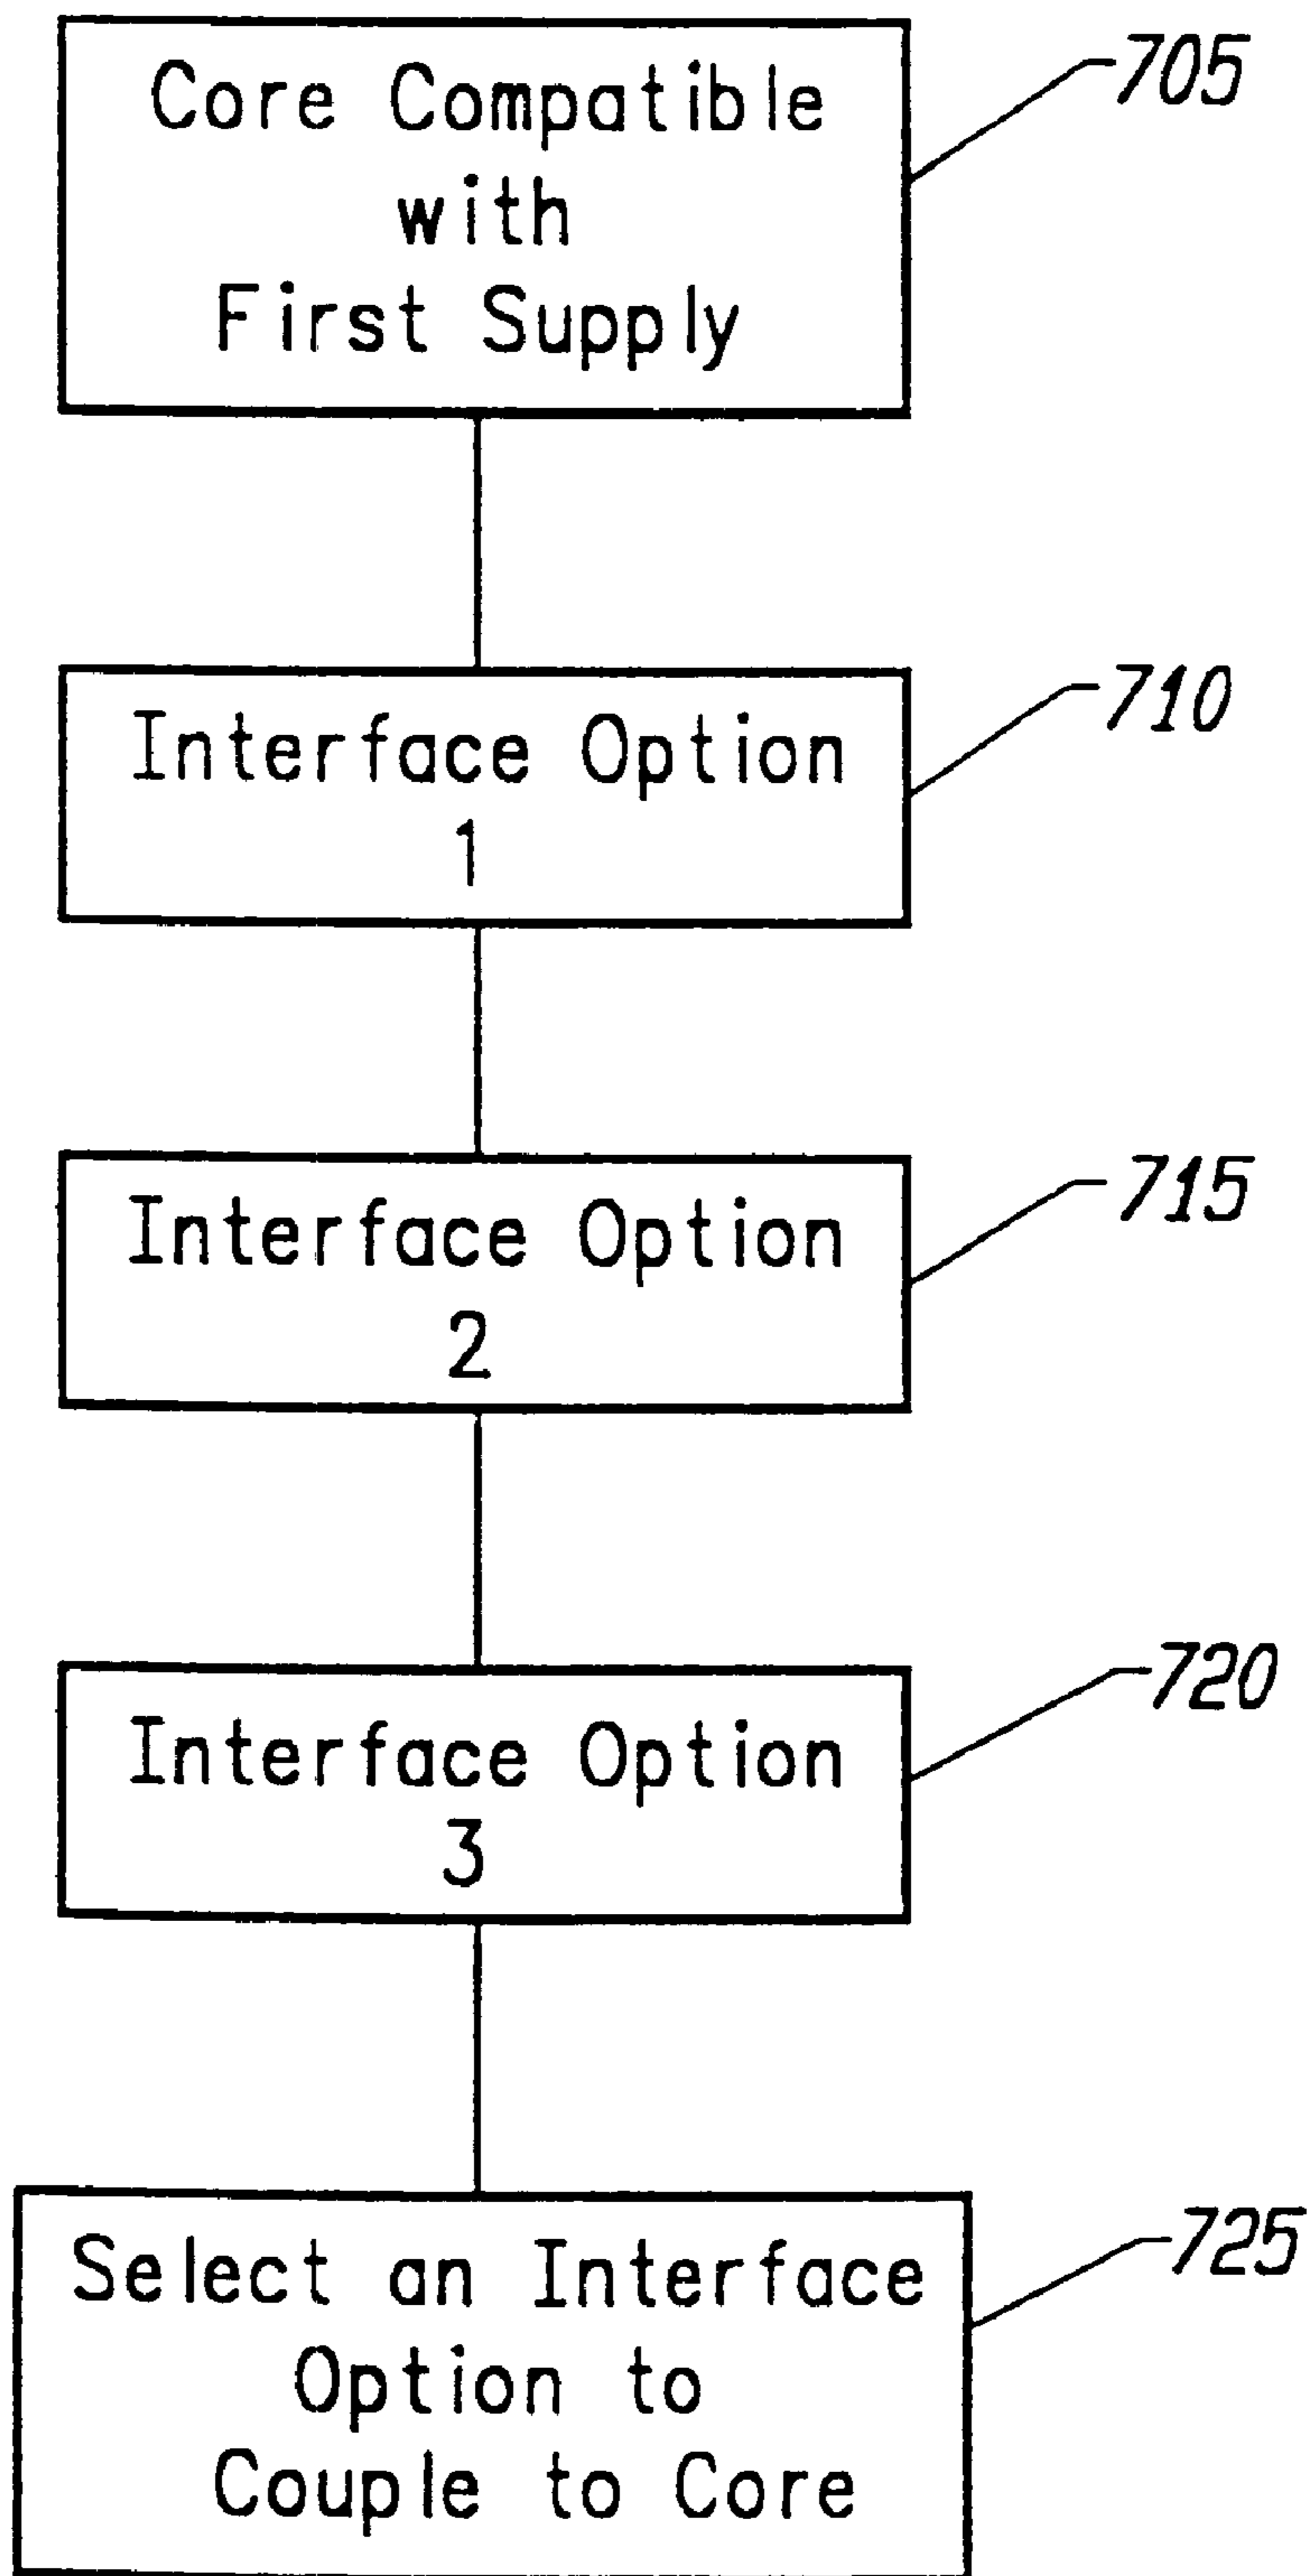 Core Compatible
with
First Supply
705
Interface Option
1
710
Interface Option
2
715
Interface Option
3
720
Select an Interface
Option to
Couple to Core
725